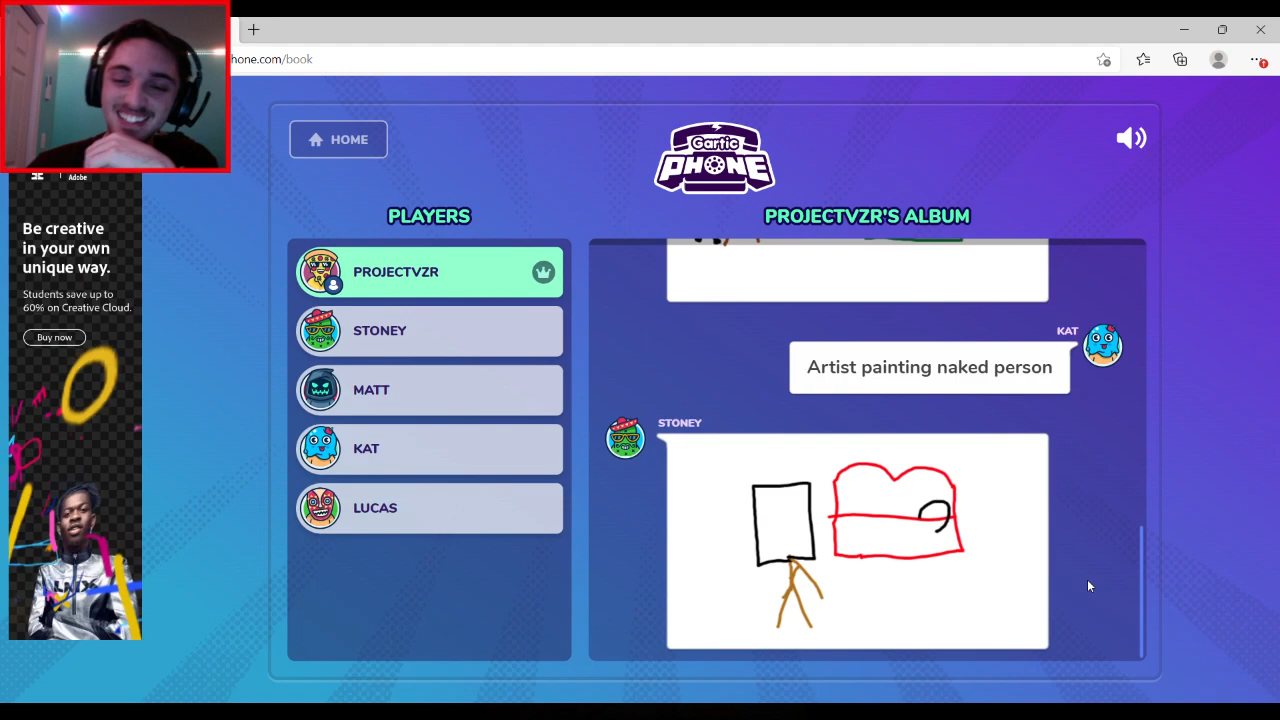 hone.com/book
HOME
Gartic
PHONE
Adobe
Be creative
in your own
unique way.
Students save up to
60% on Creative Cloud.
Buy now
PLAYERS
PROJECTVZR
STONEY
MATT
KAT
LUCAS
PROJECTVZR'S ALBUM
KAT
Artist painting naked person
STONEY